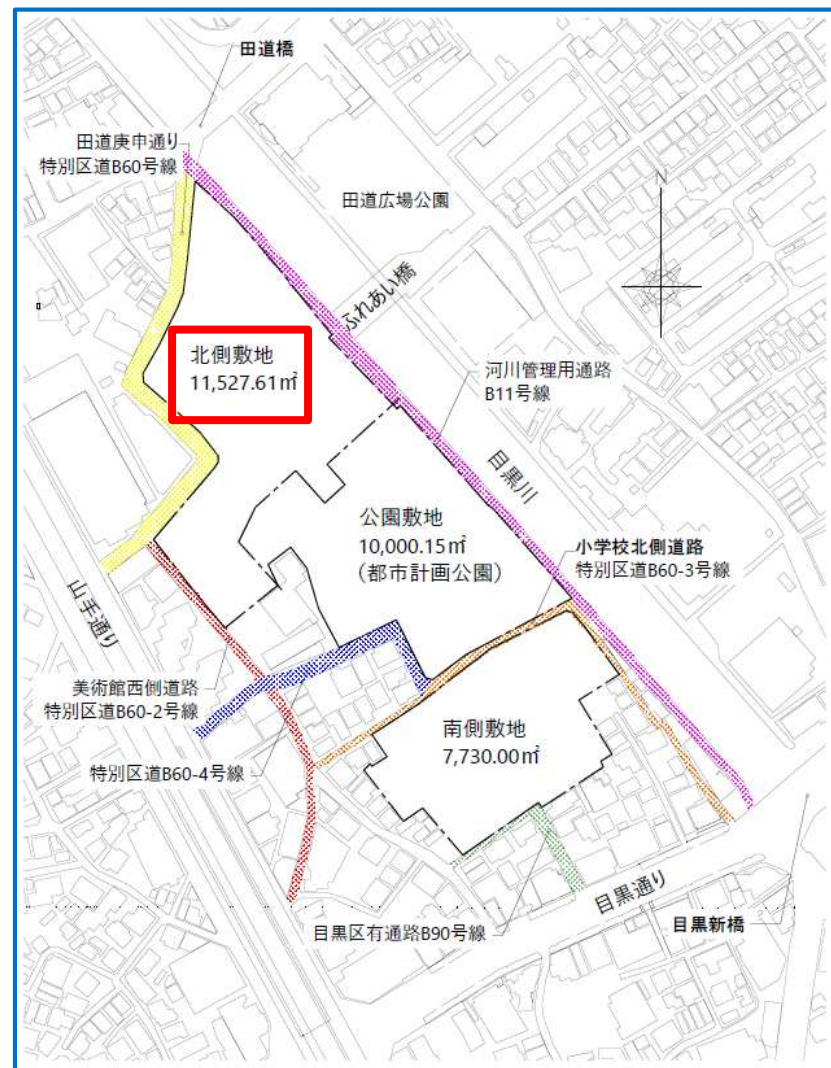 田道橋
田道庚申通り
特別区道B60号線
田道広場公園
N
ふれあい橋
北側敷地
11,527.61㎡
河川管理用通路
B11号線
目黒川
公園敷地
10,000.15㎡
（都市計画公園）
小学校北側道路
特別区道B60-3号線
山手通り
美術館西側道路
特別区道B60-2号線
南側敷地
7,730.00㎡
特別区道B60-4号線
目黒通り
目黒区有通路B90号線
目黒新橋